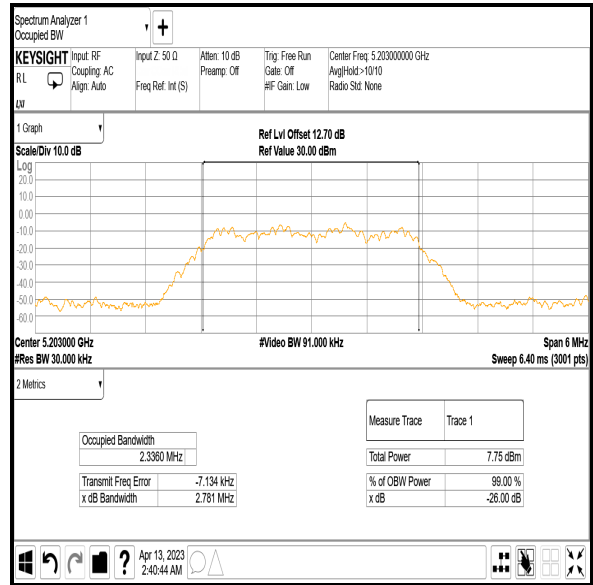 Spectrum Analyzer 1
Occupied BW
KEYSIGHT
RL
LXI
Input: RF
Coupling: AC
Align: Auto
Input Z: 50 Ω
Freq Ref: Int (S)
Atten: 10 dB
Preamp: Off
Trig: Free Run
Gate: Off
#IF Gain: Low
Center Freq: 5.203000000 GHz
Avg|Hold:>10/10
Radio Std: None
1 Graph
Scale/Div 10.0 dB
Ref Lvl Offset 12.70 dB
Ref Value 30.00 dBm
Log
20.0
10.0
0.00
-10.0
-20.0
-30.0
-40.0
-50.0
-60.0
Center 5.203000 GHz
#Res BW 30.000 kHz
#Video BW 91.000 kHz
Span 6 MHz
Sweep 6.40 ms (3001 pts)
2 Metrics
Occupied Bandwidth
2.3360 MHz
Transmit Freq Error -7.134 kHz
x dB Bandwidth 2.781 MHz
Measure Trace Trace 1
Total Power 7.75 dBm
% of OBW Power 99.00 %
x dB -26.00 dB
?
Apr 13, 2023
2:40:44 AM